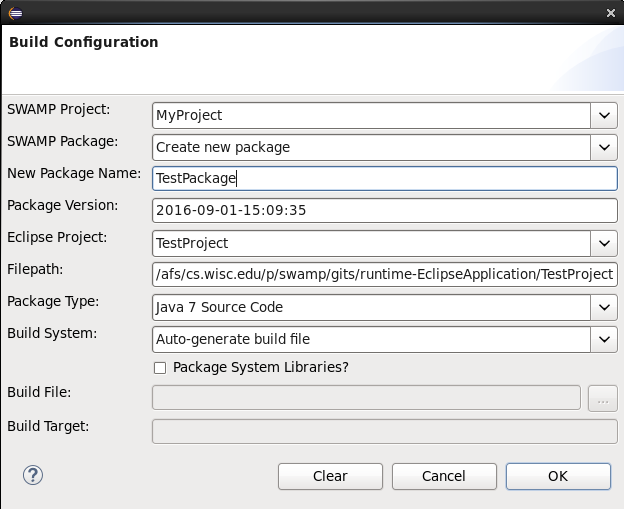 Build Configuration
SWAMP Project: MyProject
SWAMP Package: Create new package
New Package Name: TestPackage
Package Version: 2016-09-01-15:09:35
Eclipse Project: TestProject
Filepath: /afs/cs.wisc.edu/p/swamp/gits/runtime-EclipseApplication/TestProject
Package Type: Java 7 Source Code
Build System: Auto-generate build file
Package System Libraries?
Build File: ...
Build Target:
? Clear Cancel OK